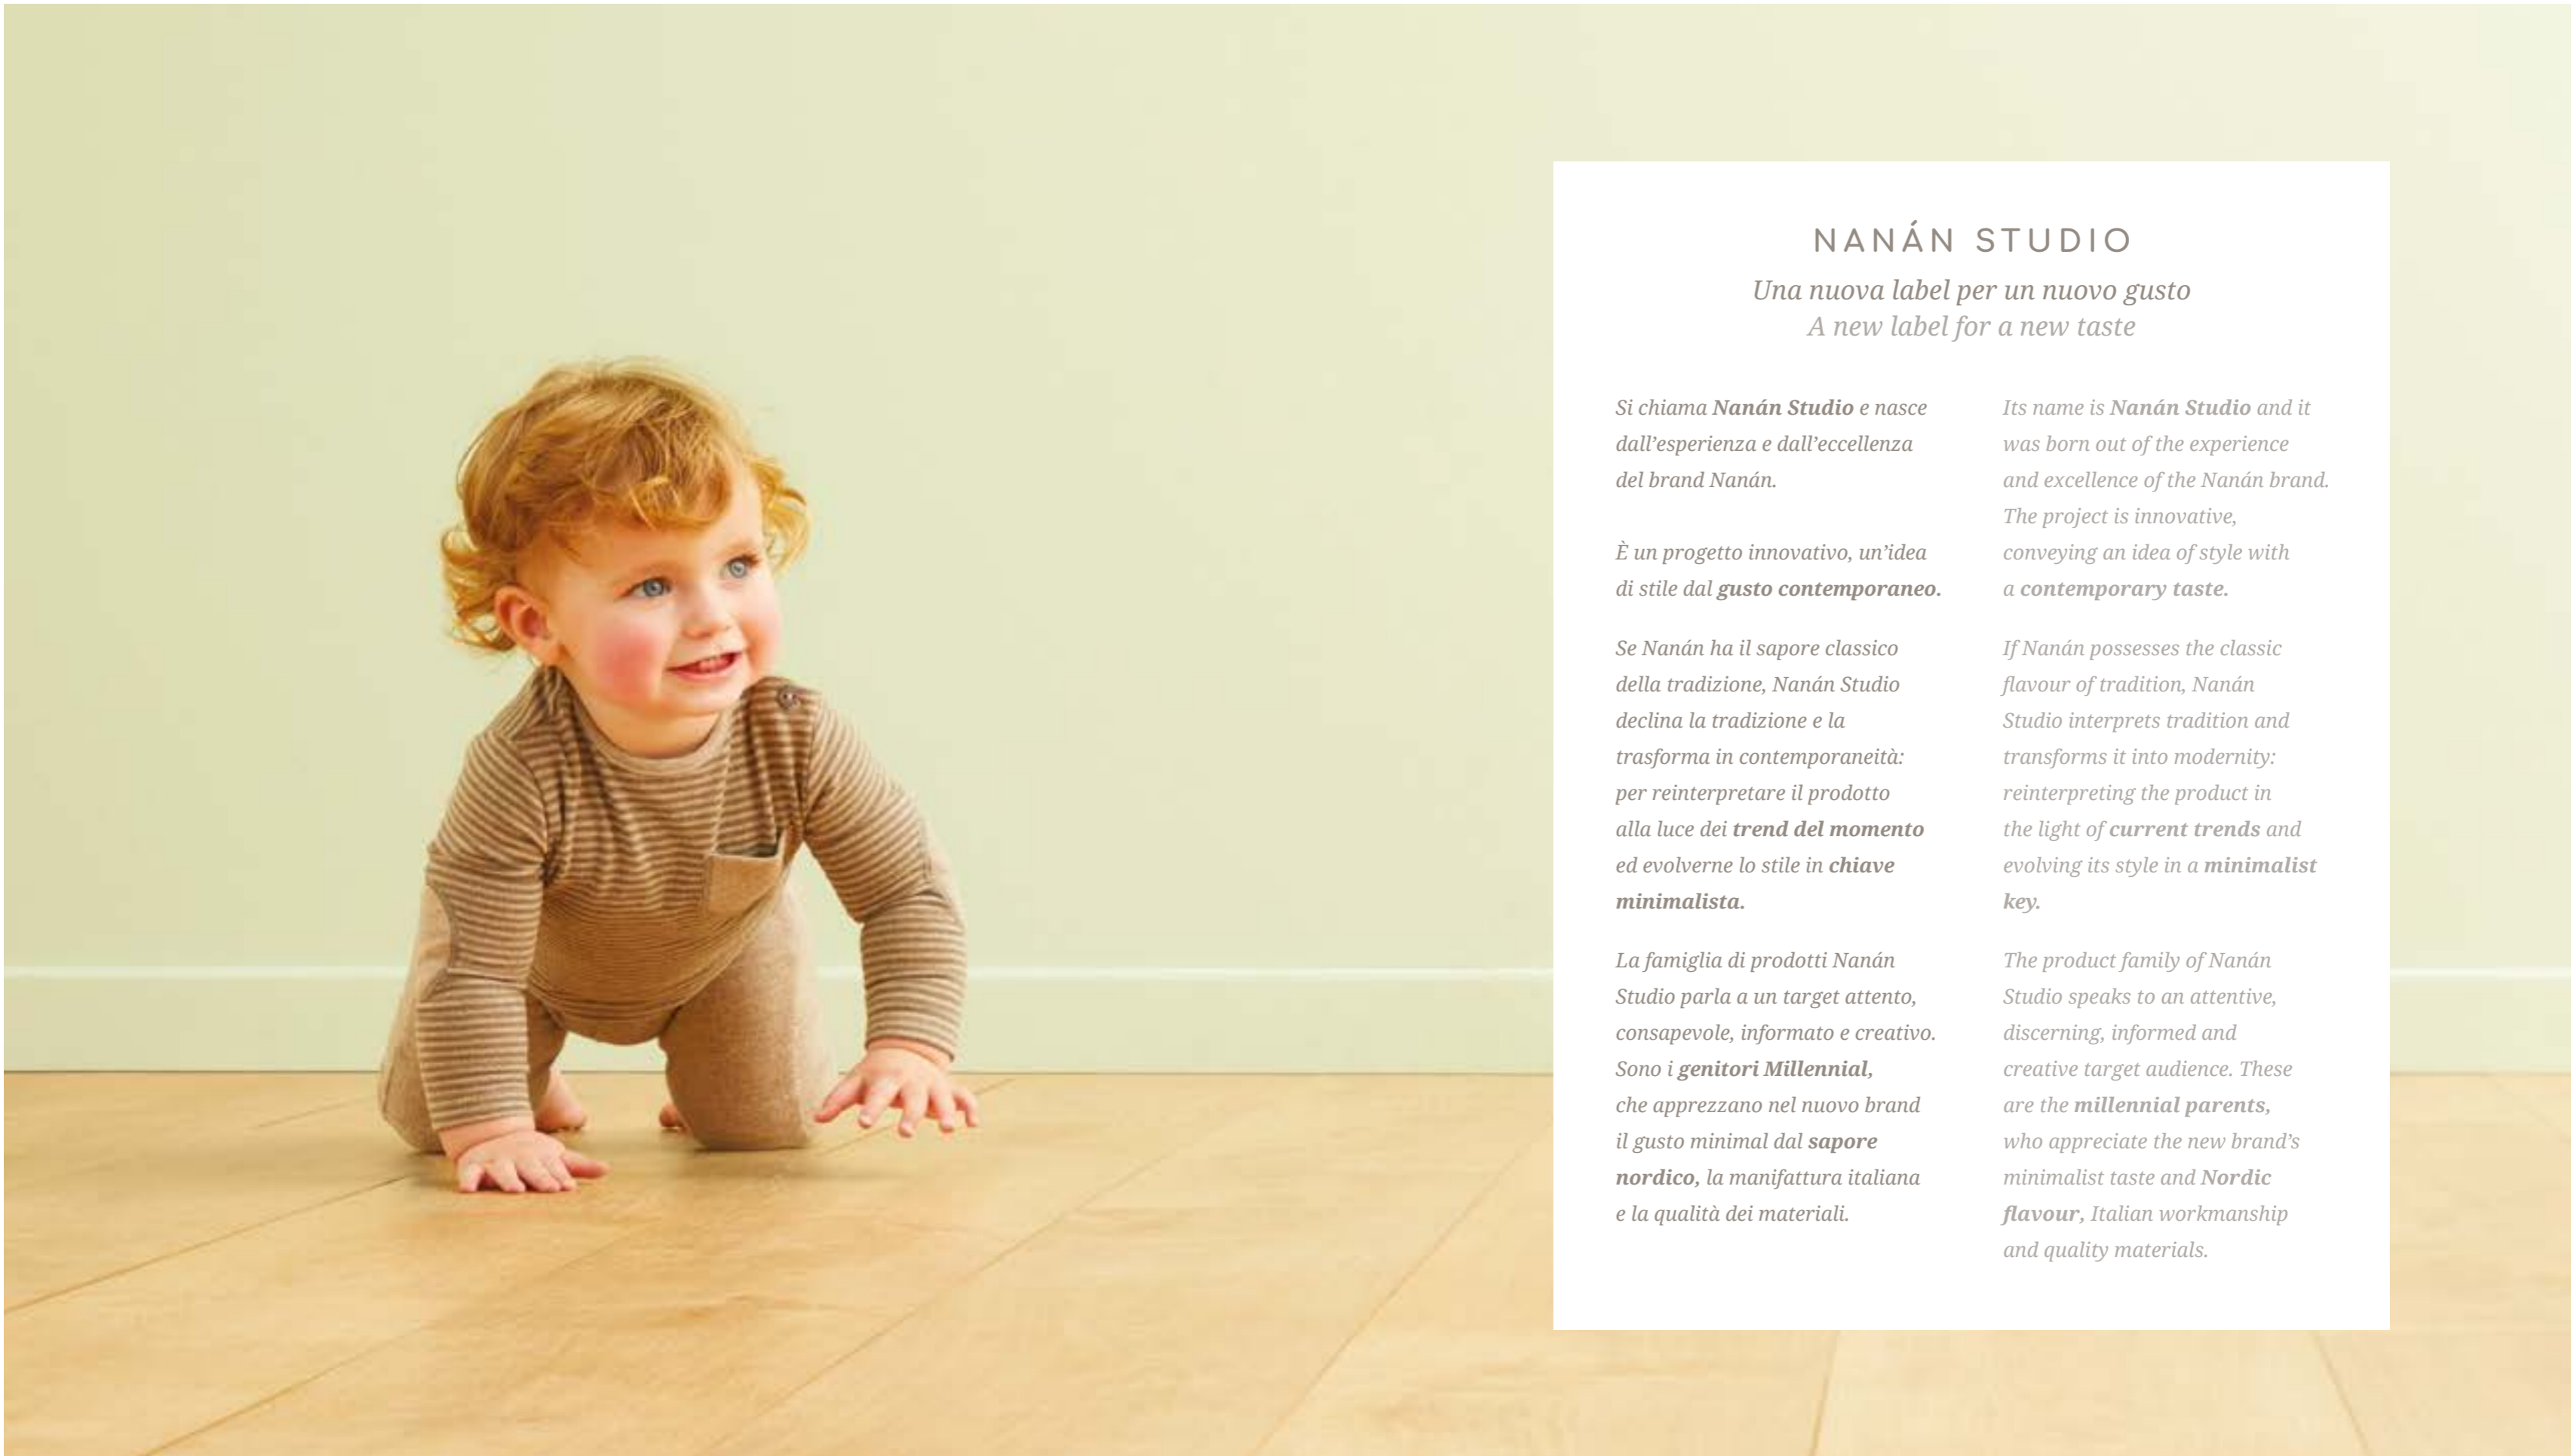 NANÁN STUDIO
Una nuova label per un nuovo gusto
A new label for a new taste
Si chiama Nanán Studio e nasce
dall’esperienza e dall’eccellenza
del brand Nanán.
È un progetto innovativo, un’idea
di stile dal gusto contemporaneo.
Se Nanán ha il sapore classico
della tradizione, Nanán Studio
declina la tradizione e la
trasforma in contemporaneità:
per reinterpretare il prodotto
alla luce dei trend del momento
ed evolverne lo stile in chiave
minimalista.
La famiglia di prodotti Nanán
Studio parla a un target attento,
consapevole, informato e creativo.
Sono i genitori Millennial,
che apprezzano nel nuovo brand
il gusto minimal dal sapore
nordico, la manifattura italiana
e la qualità dei materiali.
Its name is Nanán Studio and it
was born out of the experience
and excellence of the Nanán brand.
The project is innovative,
conveying an idea of style with
a contemporary taste.
If Nanán possesses the classic
flavour of tradition, Nanán
Studio interprets tradition and
transforms it into modernity:
reinterpreting the product in
the light of current trends and
evolving its style in a minimalist
key.
The product family of Nanán
Studio speaks to an attentive,
discerning, informed and
creative target audience. These
are the millennial parents,
who appreciate the new brand’s
minimalist taste and Nordic
flavour, Italian workmanship
and quality materials.